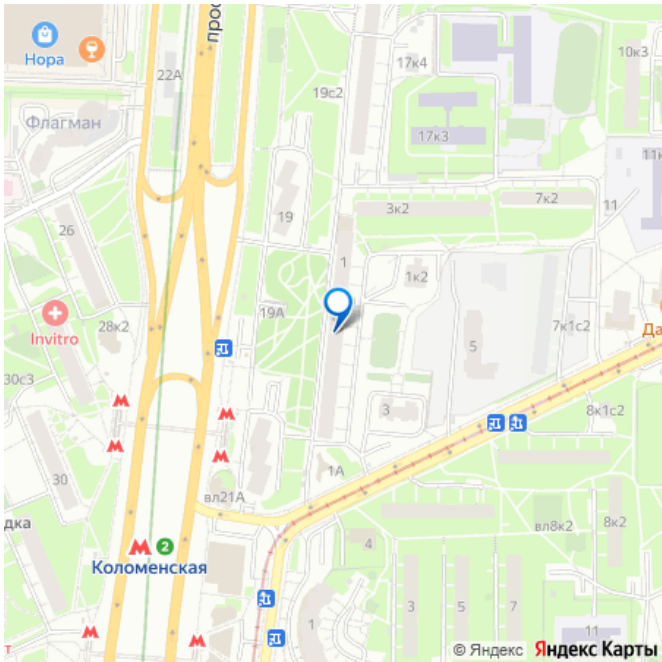 Нора
прос
22А
17к4
10к3
19с2
Флагман
17к3
11к
7к2
3к2
11
19
26
1
1к2
19А
28к2
Invitro
7к1с2
Да
5
30с3
3
8к1с2
30
1А
вл21А
дка
вл8к2
8к2
4
2
Коломенская
3
5
7
1
11
т
© Яндекс
Яндекс Карты